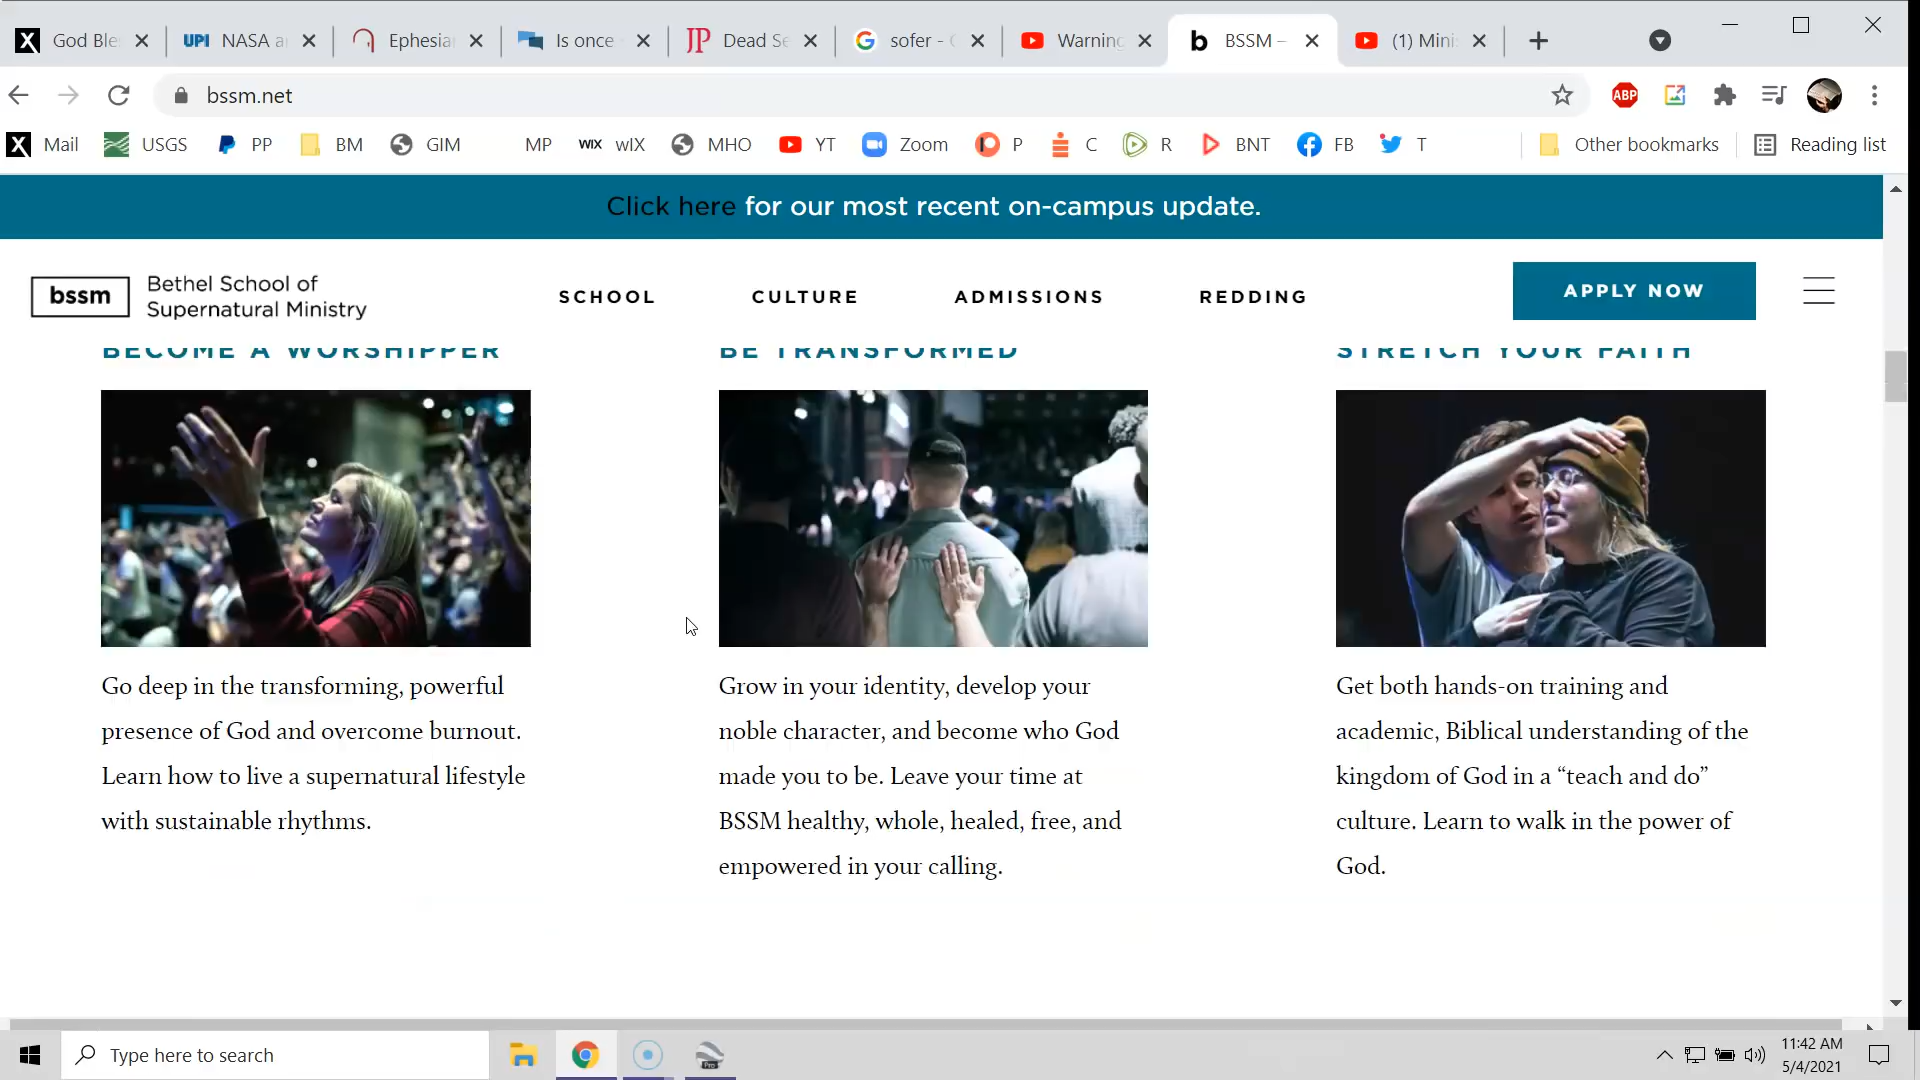 God Ble
UPI NASA a
Ephesia
Is once
JP Dead Se
sofer -
Warning
b BSSM –
(1) Mini
bssm.net
ABP
X Mail
USGS
PP
BM
GIM
MP
WIX wIX
MHO
YT
Zoom
P
C
R
BNT
FB
T
Other bookmarks
Reading list
Click here for our most recent on-campus update.
bssm
Bethel School of
Supernatural Ministry
SCHOOL
CULTURE
ADMISSIONS
REDDING
APPLY NOW
BECOME A WORSHIPPER
BE TRANSFORMED
STRETCH YOUR FAITH
Go deep in the transforming, powerful
presence of God and overcome burnout.
Learn how to live a supernatural lifestyle
with sustainable rhythms.
Grow in your identity, develop your
noble character, and become who God
made you to be. Leave your time at
BSSM healthy, whole, healed, free, and
empowered in your calling.
Get both hands-on training and
academic, Biblical understanding of the
kingdom of God in a “teach and do”
culture. Learn to walk in the power of
God.
Type here to search
11:42 AM
5/4/2021